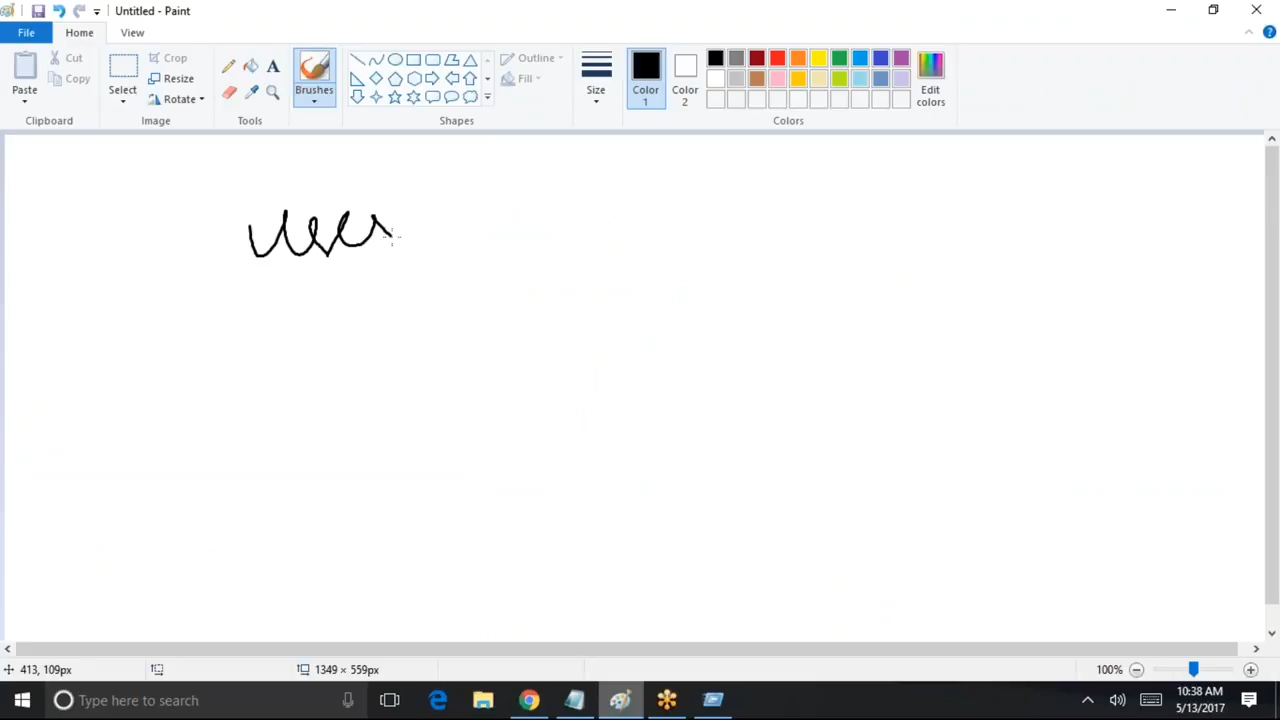 Untitled - Paint
File Home View
Paste Cut Copy Select Crop Resize Rotate Brushes Outline Fill Size Color 1 Color 2 Edit colors
Clipboard Image Tools Shapes Colors
413, 109px 1349 × 559px 100%
Type here to search 10:38 AM
5/13/2017